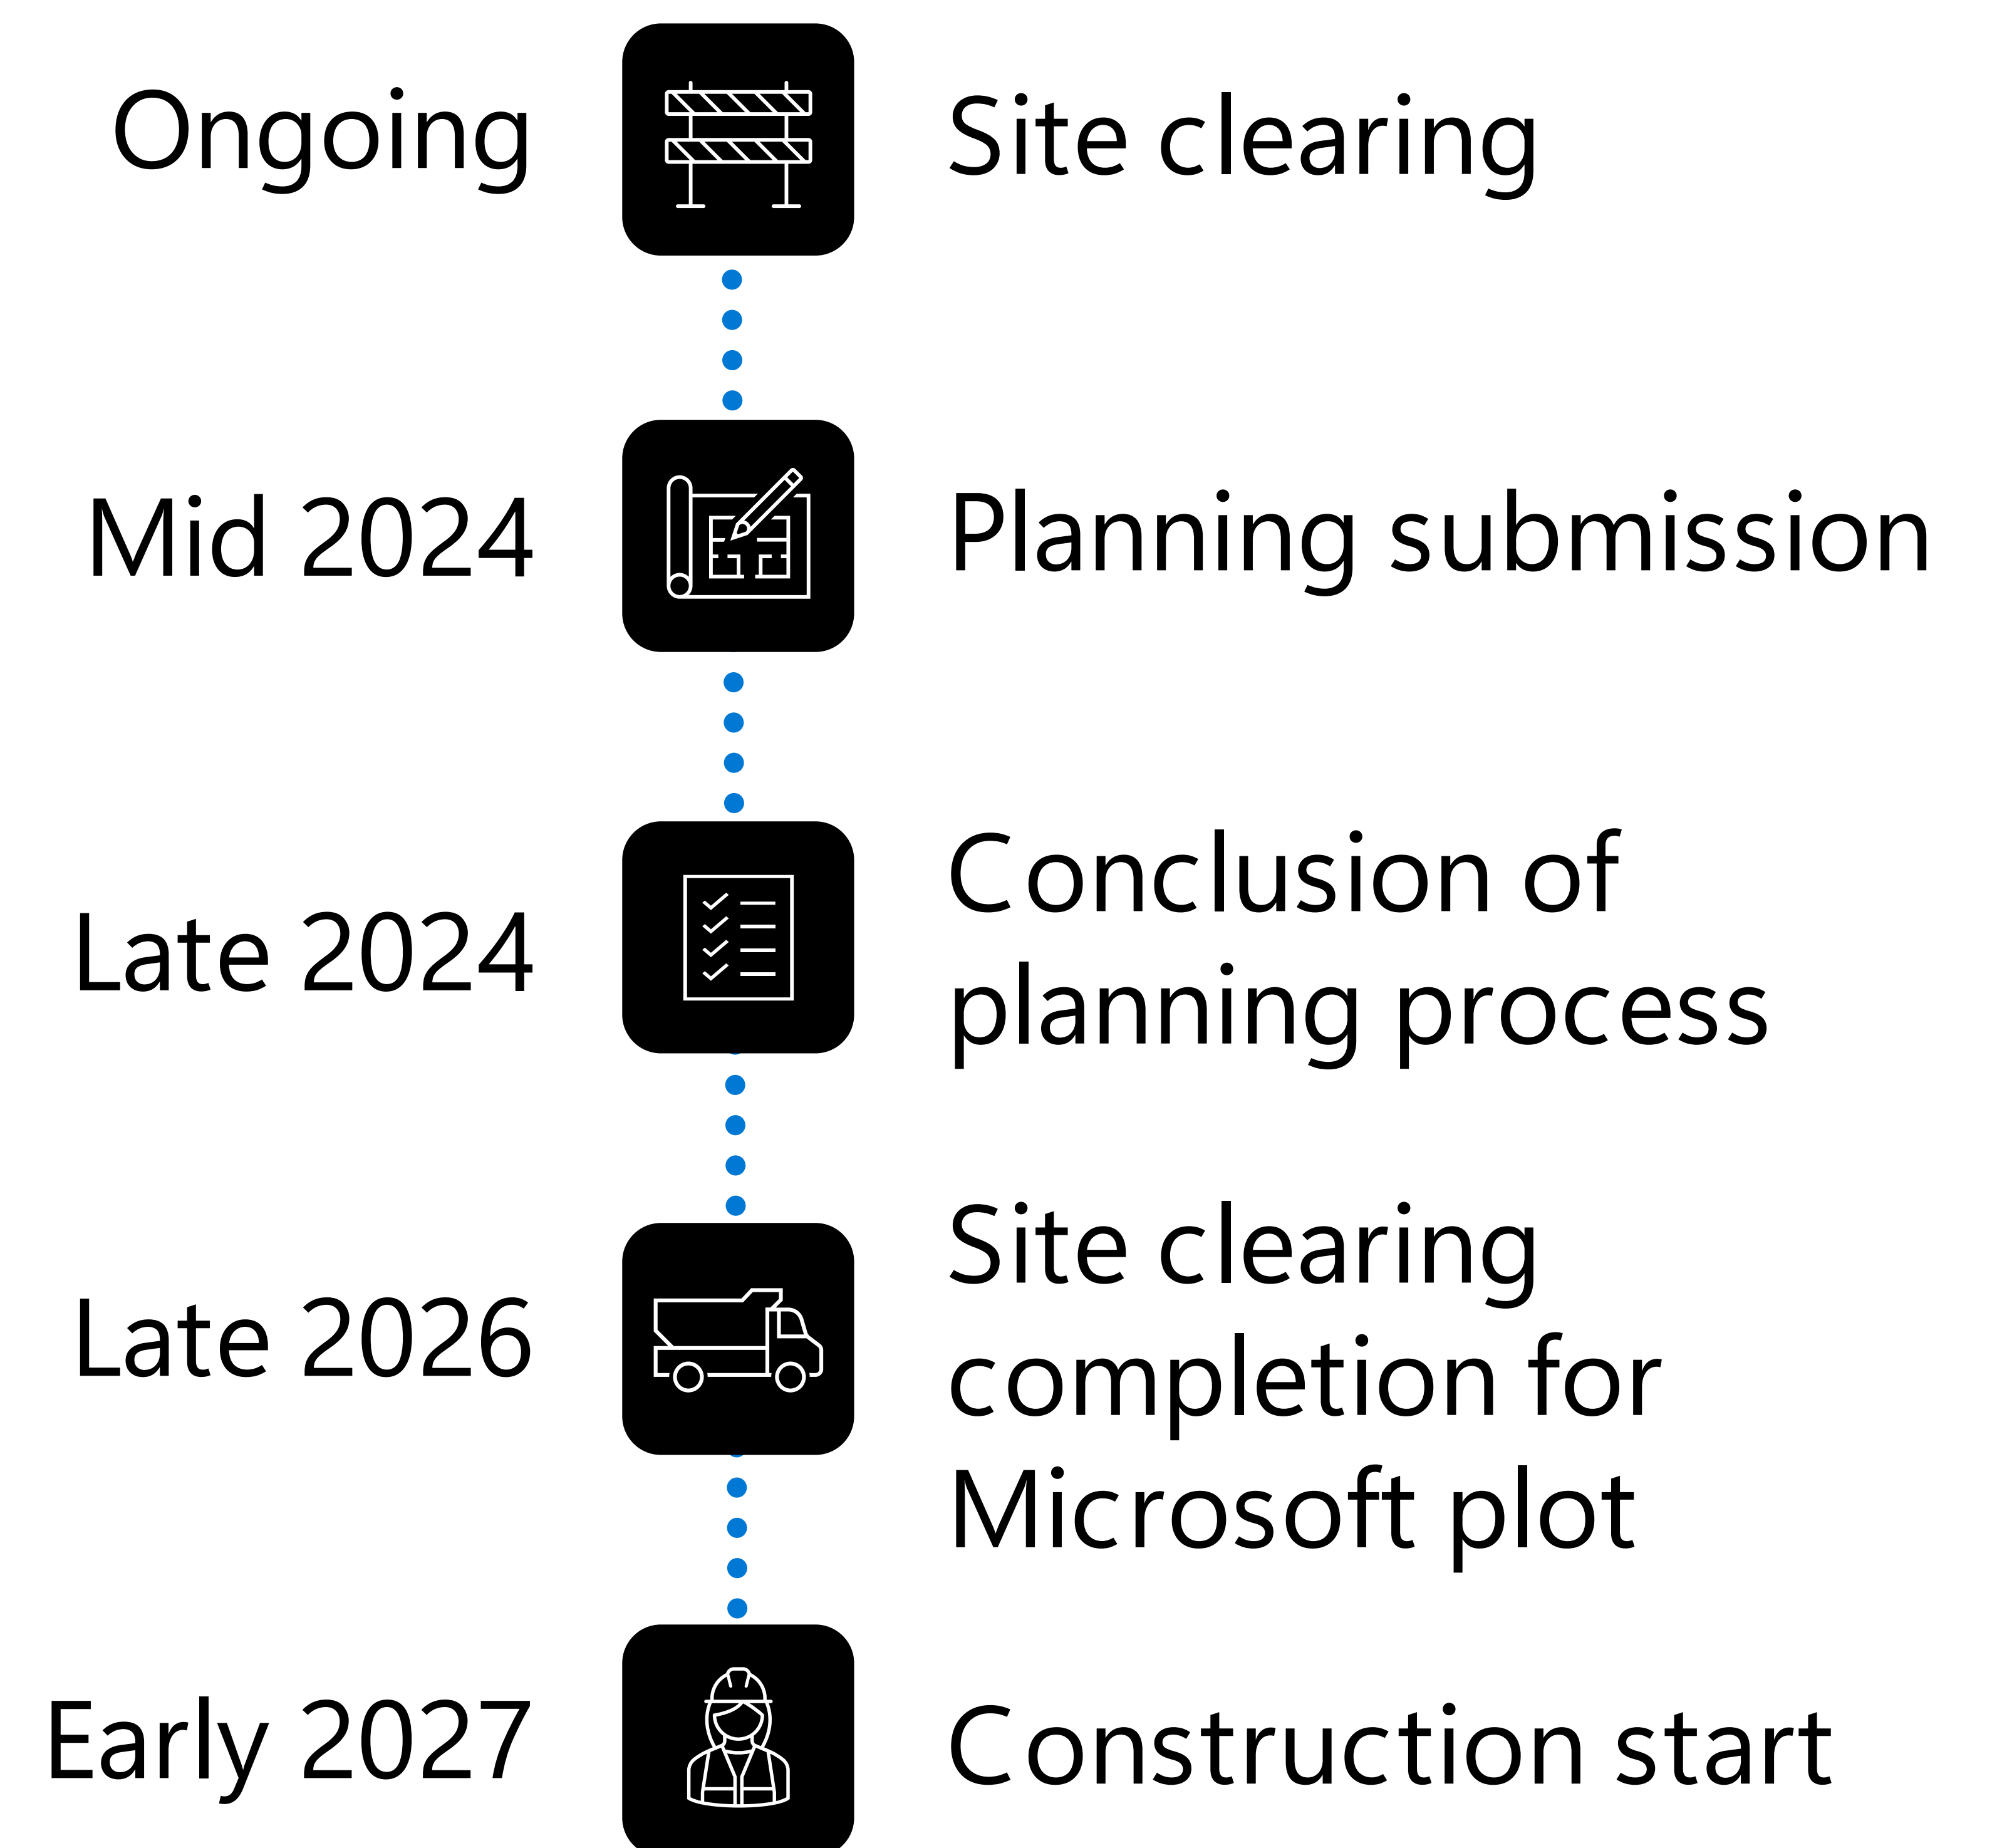 Ongoing
Site clearing
Mid 2024
Planning submission
Late 2024
Conclusion of
planning process
Late 2026
Site clearing
completion for
Microsoft plot
Early 2027
Construction start